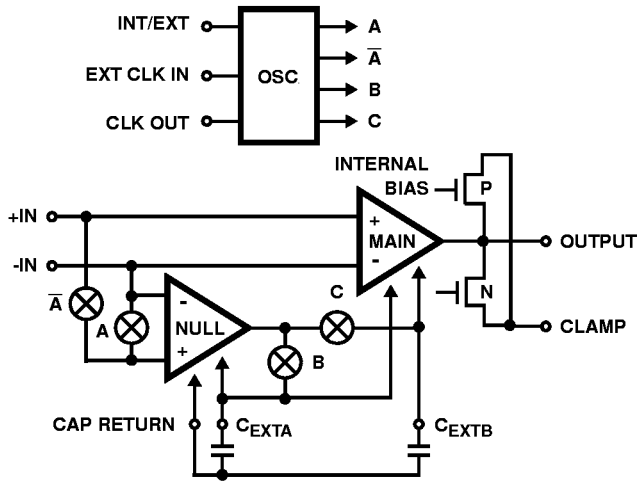 INT/EXT
EXT CLK IN
CLK OUT
OSC.
A
A̅
B
C
INTERNAL
BIAS
P
+IN
-IN
+
MAIN
-
OUTPUT
N
CLAMP
A̅
A
-
NULL
+
C
B
CAP RETURN
CEXTA
CEXTB